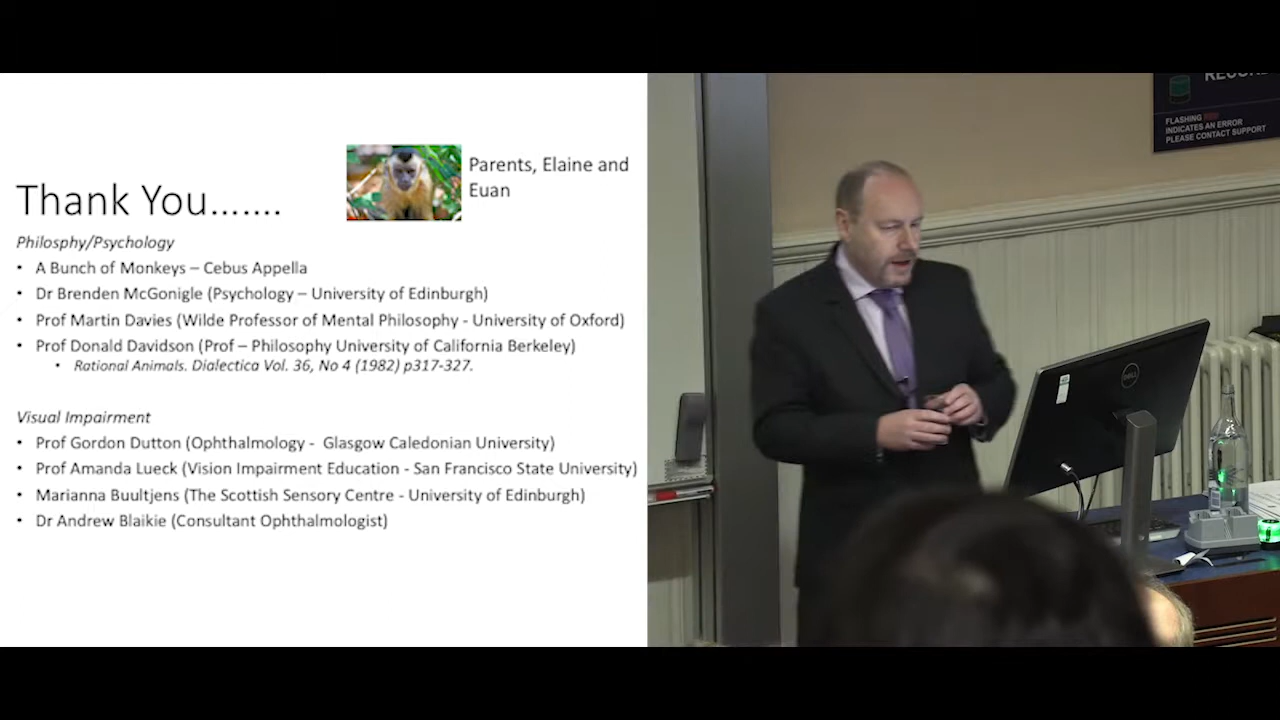 Parents, Elaine and
Euan
Thank You.......
Philosphy/Psychology
• A Bunch of Monkeys – Cebus Appella
• Dr Brenden McGonigle (Psychology – University of Edinburgh)
• Prof Martin Davies (Wilde Professor of Mental Philosophy - University of Oxford)
• Prof Donald Davidson (Prof – Philosophy University of California Berkeley)
• Rational Animals. Dialectica Vol. 36, No 4 (1982) p317-327.
Visual Impairment
• Prof Gordon Dutton (Ophthalmology - Glasgow Caledonian University)
• Prof Amanda Lueck (Vision Impairment Education - San Francisco State University)
• Marianna Buultjens (The Scottish Sensory Centre - University of Edinburgh)
• Dr Andrew Blaikie (Consultant Ophthalmologist)
FLASHING RED
INDICATES AN ERROR
PLEASE CONTACT SUPPORT
DELL